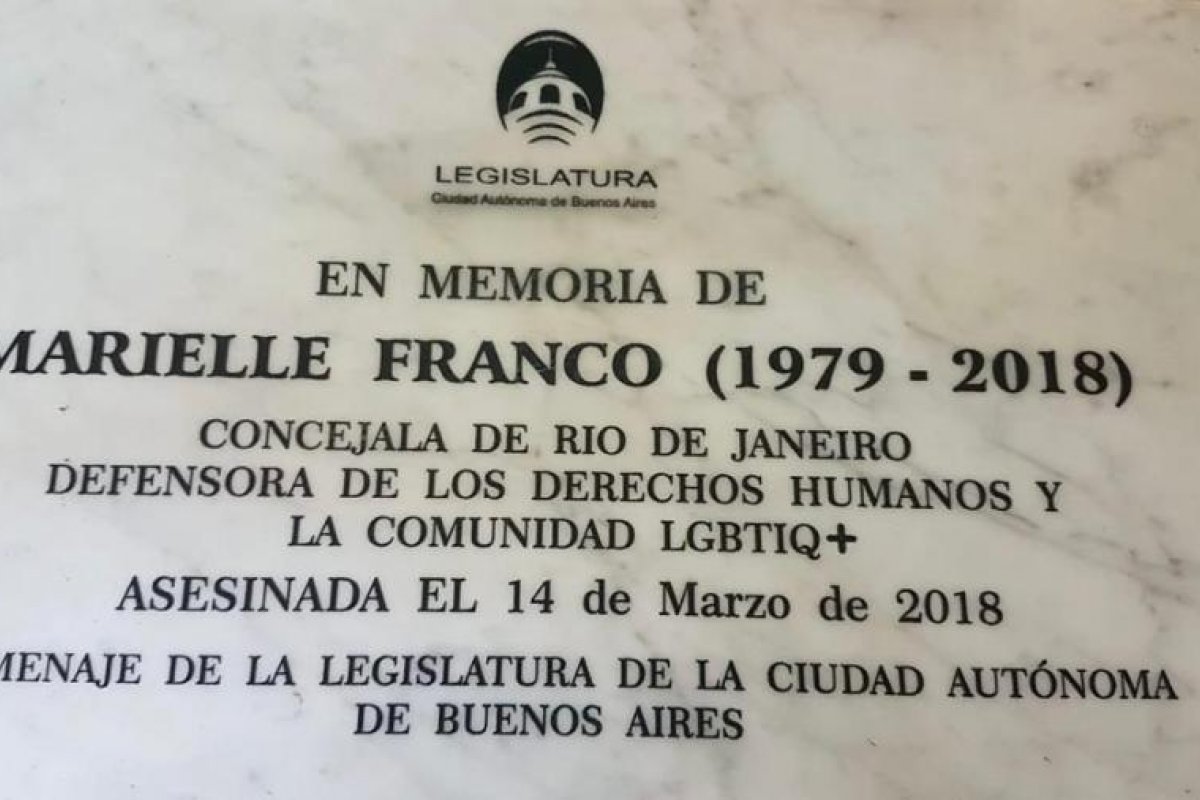 LEGISLATURA
Ciudad Autónoma de Buenos Aires
EN MEMORIA DE
MARIELLE FRANCO (1979 - 2018)
CONCEJALA DE RIO DE JANEIRO
DEFENSORA DE LOS DERECHOS HUMANOS Y
LA COMUNIDAD LGBTIQ+
ASESINADA EL 14 de Marzo de 2018
MENAJE DE LA LEGISLATURA DE LA CIUDAD AUTÓNOMA
DE BUENOS AIRES